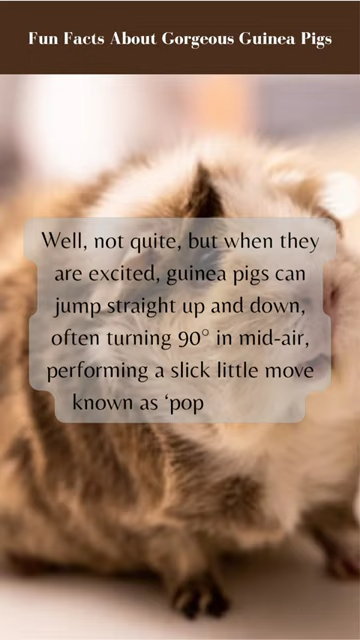 Fun Facts About Gorgeous Guinea Pigs
Well, not quite, but when they
are excited, guinea pigs can
jump straight up and down,
often turning 90° in mid-air,
performing a slick little move
known as ‘pop